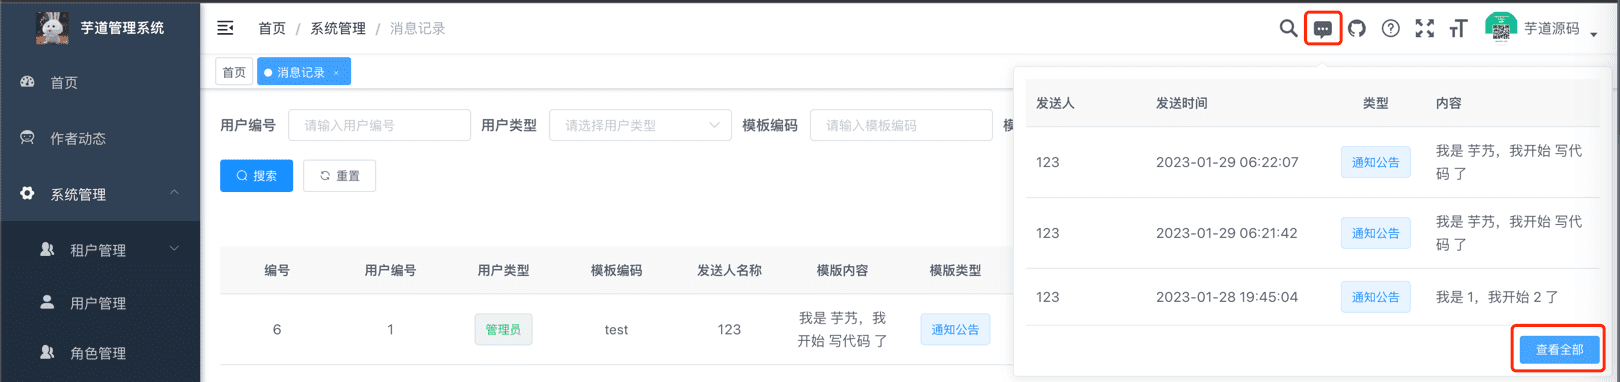 芋道管理系统
首页 / 系统管理 / 消息记录
芋道源码
首页
作者动态
系统管理
租户管理
用户管理
角色管理
首页 消息记录 ×
用户编号 请输入用户编号 用户类型 请选择用户类型 模板编码 请输入模板编码
搜索 重置
编号 用户编号 用户类型 模板编码 发送人名称 模版内容 模版类型
6 1 管理员 test 123 我是 芋艿，我
开始 写代码 了 通知公告
发送人 发送时间 类型 内容
123 2023-01-29 06:22:07 通知公告 我是 芋艿，我开始 写代
码 了
123 2023-01-29 06:21:42 通知公告 我是 芋艿，我开始 写代
码 了
123 2023-01-28 19:45:04 通知公告 我是 1，我开始 2 了
查看全部